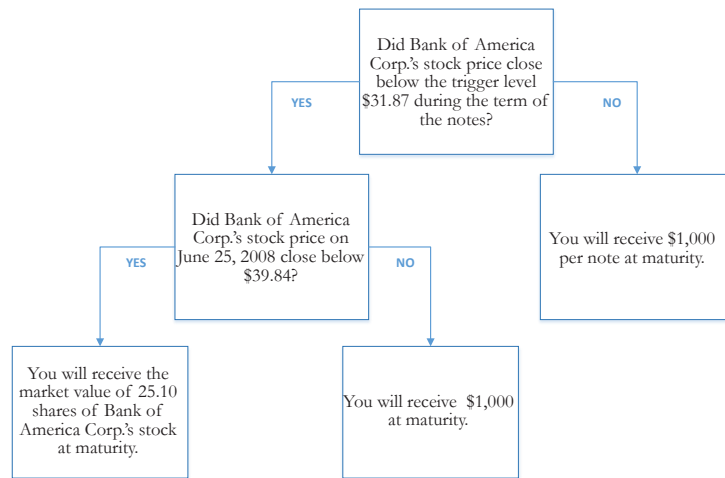 Did Bank of America
Corp.'s stock price close
below the trigger level
$31.87 during the term of
the notes?
YES
NO
Did Bank of America
Corp.'s stock price on
June 25, 2008 close below
$39.84?
You will receive $1,000
per note at maturity.
YES
NO
You will receive the
market value of 25.10
shares of Bank of
America Corp.'s stock
at maturity.
You will receive $1,000
at maturity.